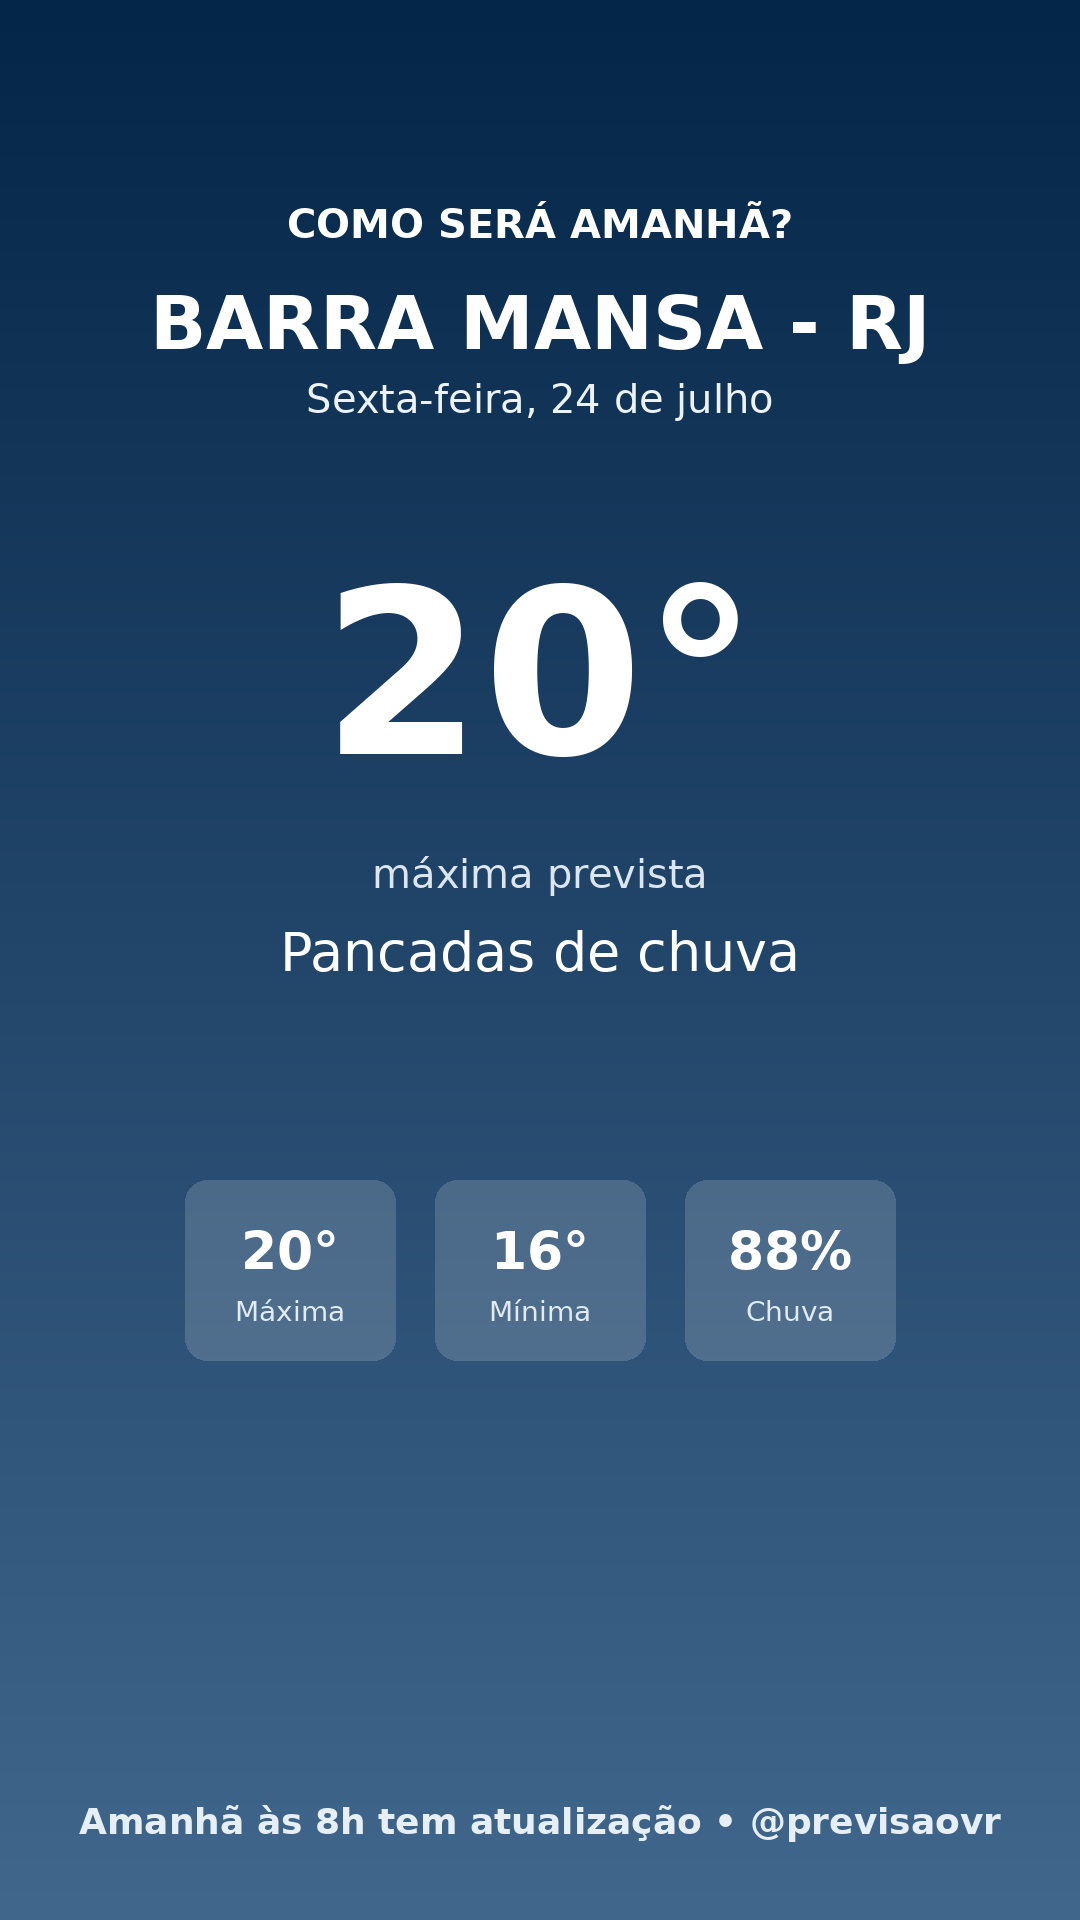 COMO SERÁ AMANHÃ?
BARRA MANSA - RJ
Sexta-feira, 24 de julho
20°
máxima prevista
Pancadas de chuva
20° 16° 88%
Máxima Mínima Chuva
Amanhã às 8h tem atualização • @previsaovr